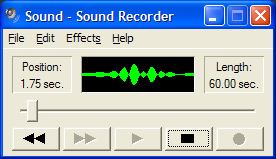 Sound - Sound Recorder
File Edit Effects Help
Position: Length:
1.75 sec. 60.00 sec.